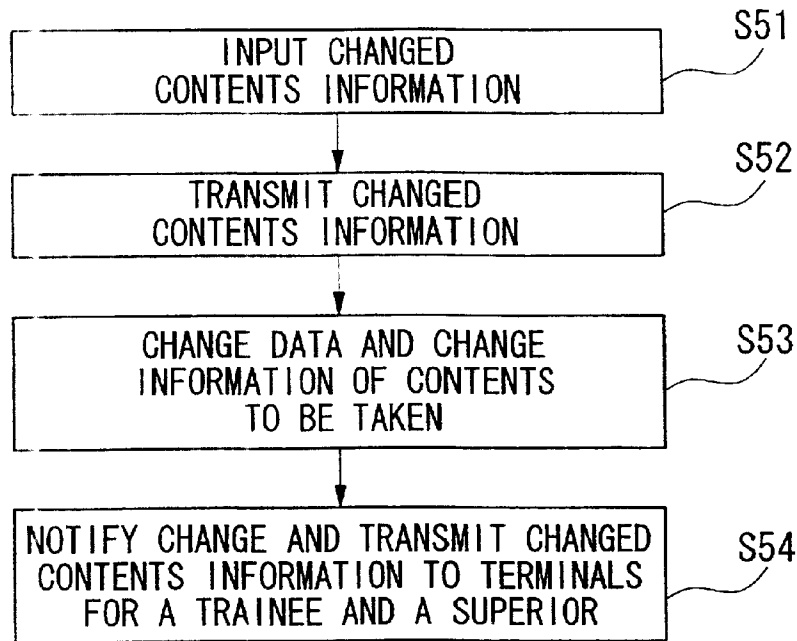 S51
INPUT CHANGED
CONTENTS INFORMATION
S52
TRANSMIT CHANGED
CONTENTS INFORMATION
S53
CHANGE DATA AND CHANGE
INFORMATION OF CONTENTS
TO BE TAKEN
S54
NOTIFY CHANGE AND TRANSMIT CHANGED
CONTENTS INFORMATION TO TERMINALS
FOR A TRAINEE AND A SUPERIOR